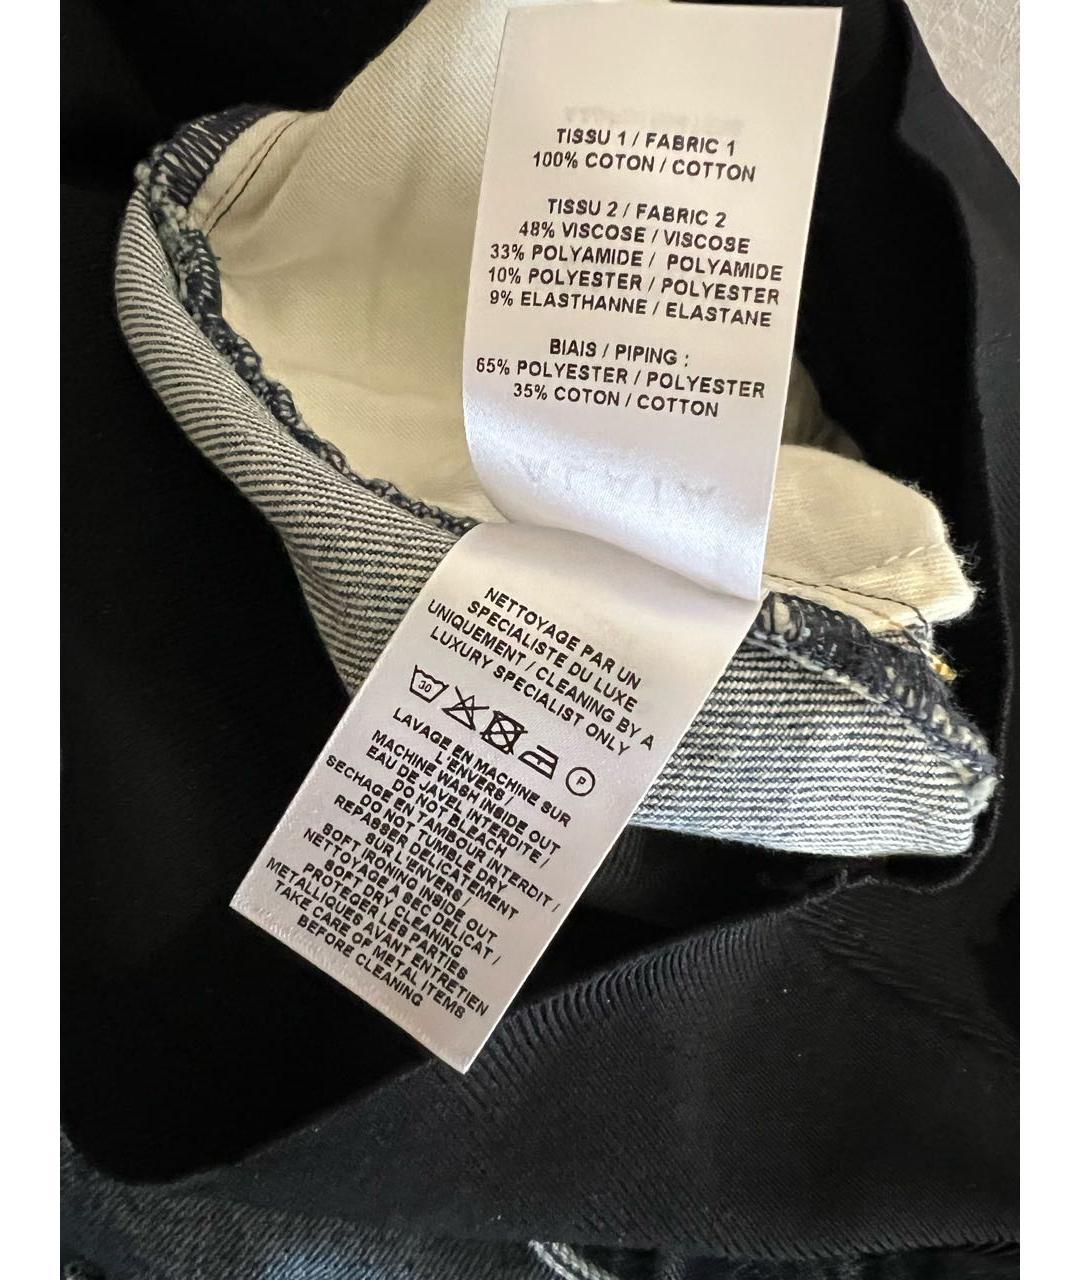 TISSU 1 / FABRIC 1
100% COTON / COTTON
TISSU 2 / FABRIC 2
48% VISCOSE / VISCOSE
33% POLYAMIDE / POLYAMIDE
10% POLYESTER / POLYESTER
9% ELASTHANNE / ELASTANE
BIAIS / PIPING :
65% POLYESTER / POLYESTER
35% COTON / COTTON
NETTOYAGE PAR UN
SPECIALISTE DU LUXE
UNIQUEMENT / CLEANING BY A
LUXURY SPECIALIST ONLY
30
P
LAVAGE EN MACHINE SUR
L'ENVERS /
MACHINE WASH INSIDE OUT
EAU DE JAVEL INTERDITE /
DO NOT BLEACH
SECHAGE EN TAMBOUR INTERDIT /
DO NOT TUMBLE DRY
REPASSER DELICATEMENT
SUR L'ENVERS /
SOFT IRONING INSIDE OUT
NETTOYAGE A SEC DELICAT /
SOFT DRY CLEANING
PROTEGER LES PARTIES
METALLIQUES AVANT ENTRETIEN
TAKE CARE OF METAL ITEMS
BEFORE CLEANING